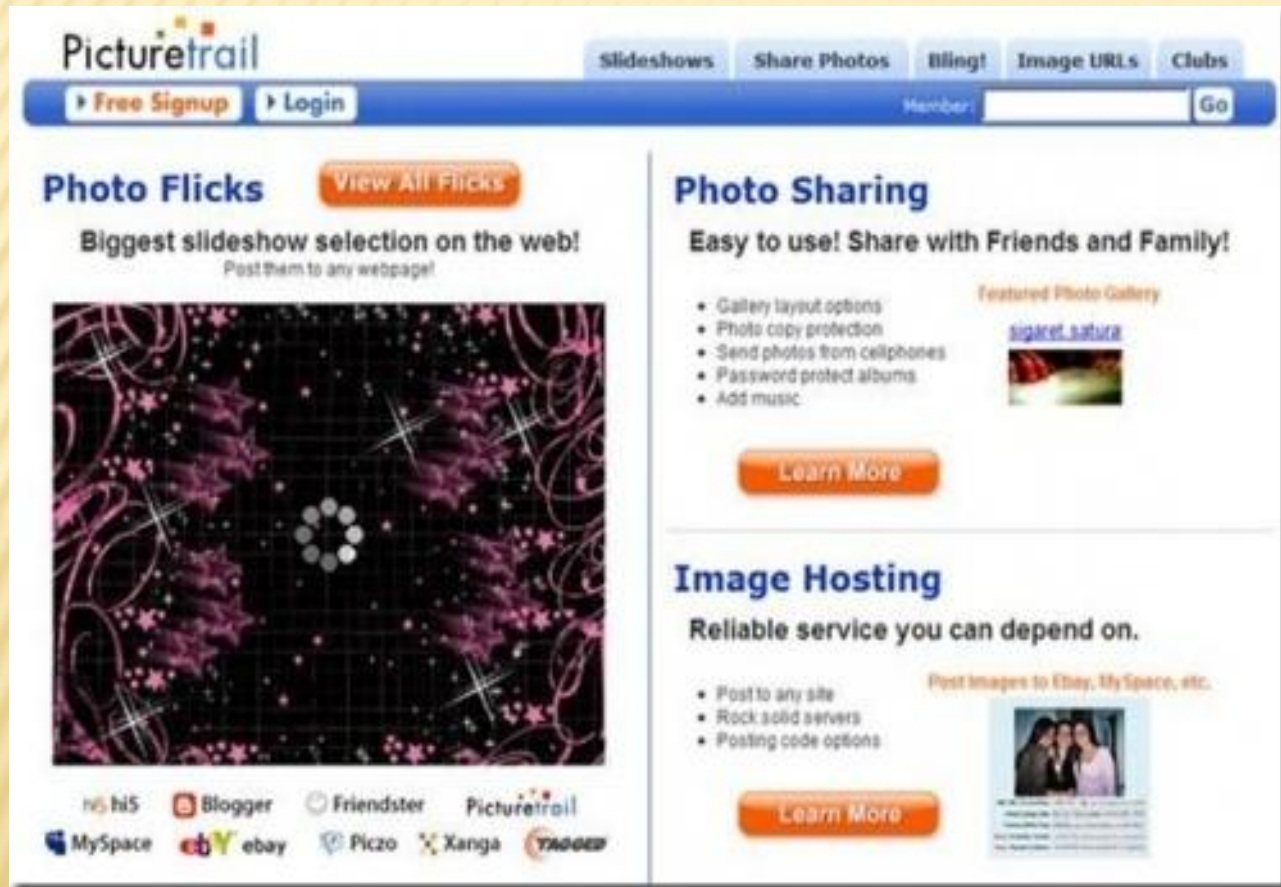 Picturetrail
Slideshows Share Photos Bling! Image URLs Clubs
Free Signup Login Member: Go
Photo Flicks View All Flicks
Biggest slideshow selection on the web!
Post them to any webpage!
hi5 hi5 Blogger Friendster Picturetrail
MySpace ebY ebay Piczo Xanga TAGGED
Photo Sharing
Easy to use! Share with Friends and Family!
• Gallery layout options
• Photo copy protection
• Send photos from cellphones
• Password protect albums
• Add music
Featured Photo Gallery
sigaret satura
Learn More
Image Hosting
Reliable service you can depend on.
• Post to any site
• Rock solid servers
• Posting code options
Post Images to Ebay, MySpace, etc.
Learn More